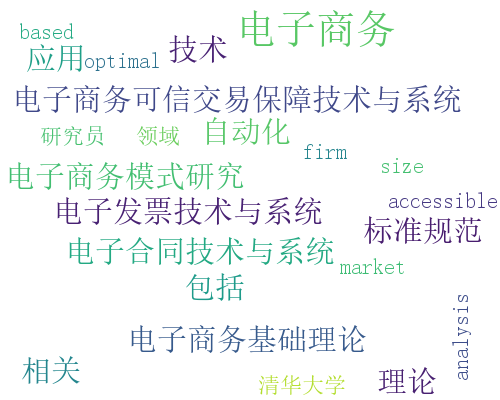 电子商务
based
技术
应用
optimal
电子商务可信交易保障技术与系统
研究员
领域
自动化
firm
size
电子商务模式研究
accessible
电子发票技术与系统
标准规范
电子合同技术与系统
market
包括
analysis
电子商务基础理论
相关
清华大学
理论